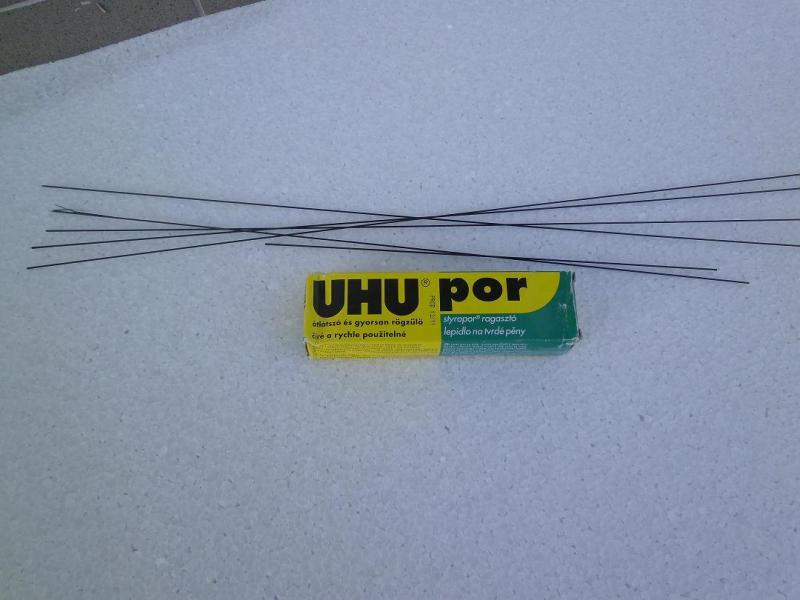 UHU® por
átlátszó és gyorsan rögzülő
čiré a rychle použitelné
styropor® ragasztó
lepidlo na tvrdé pěny